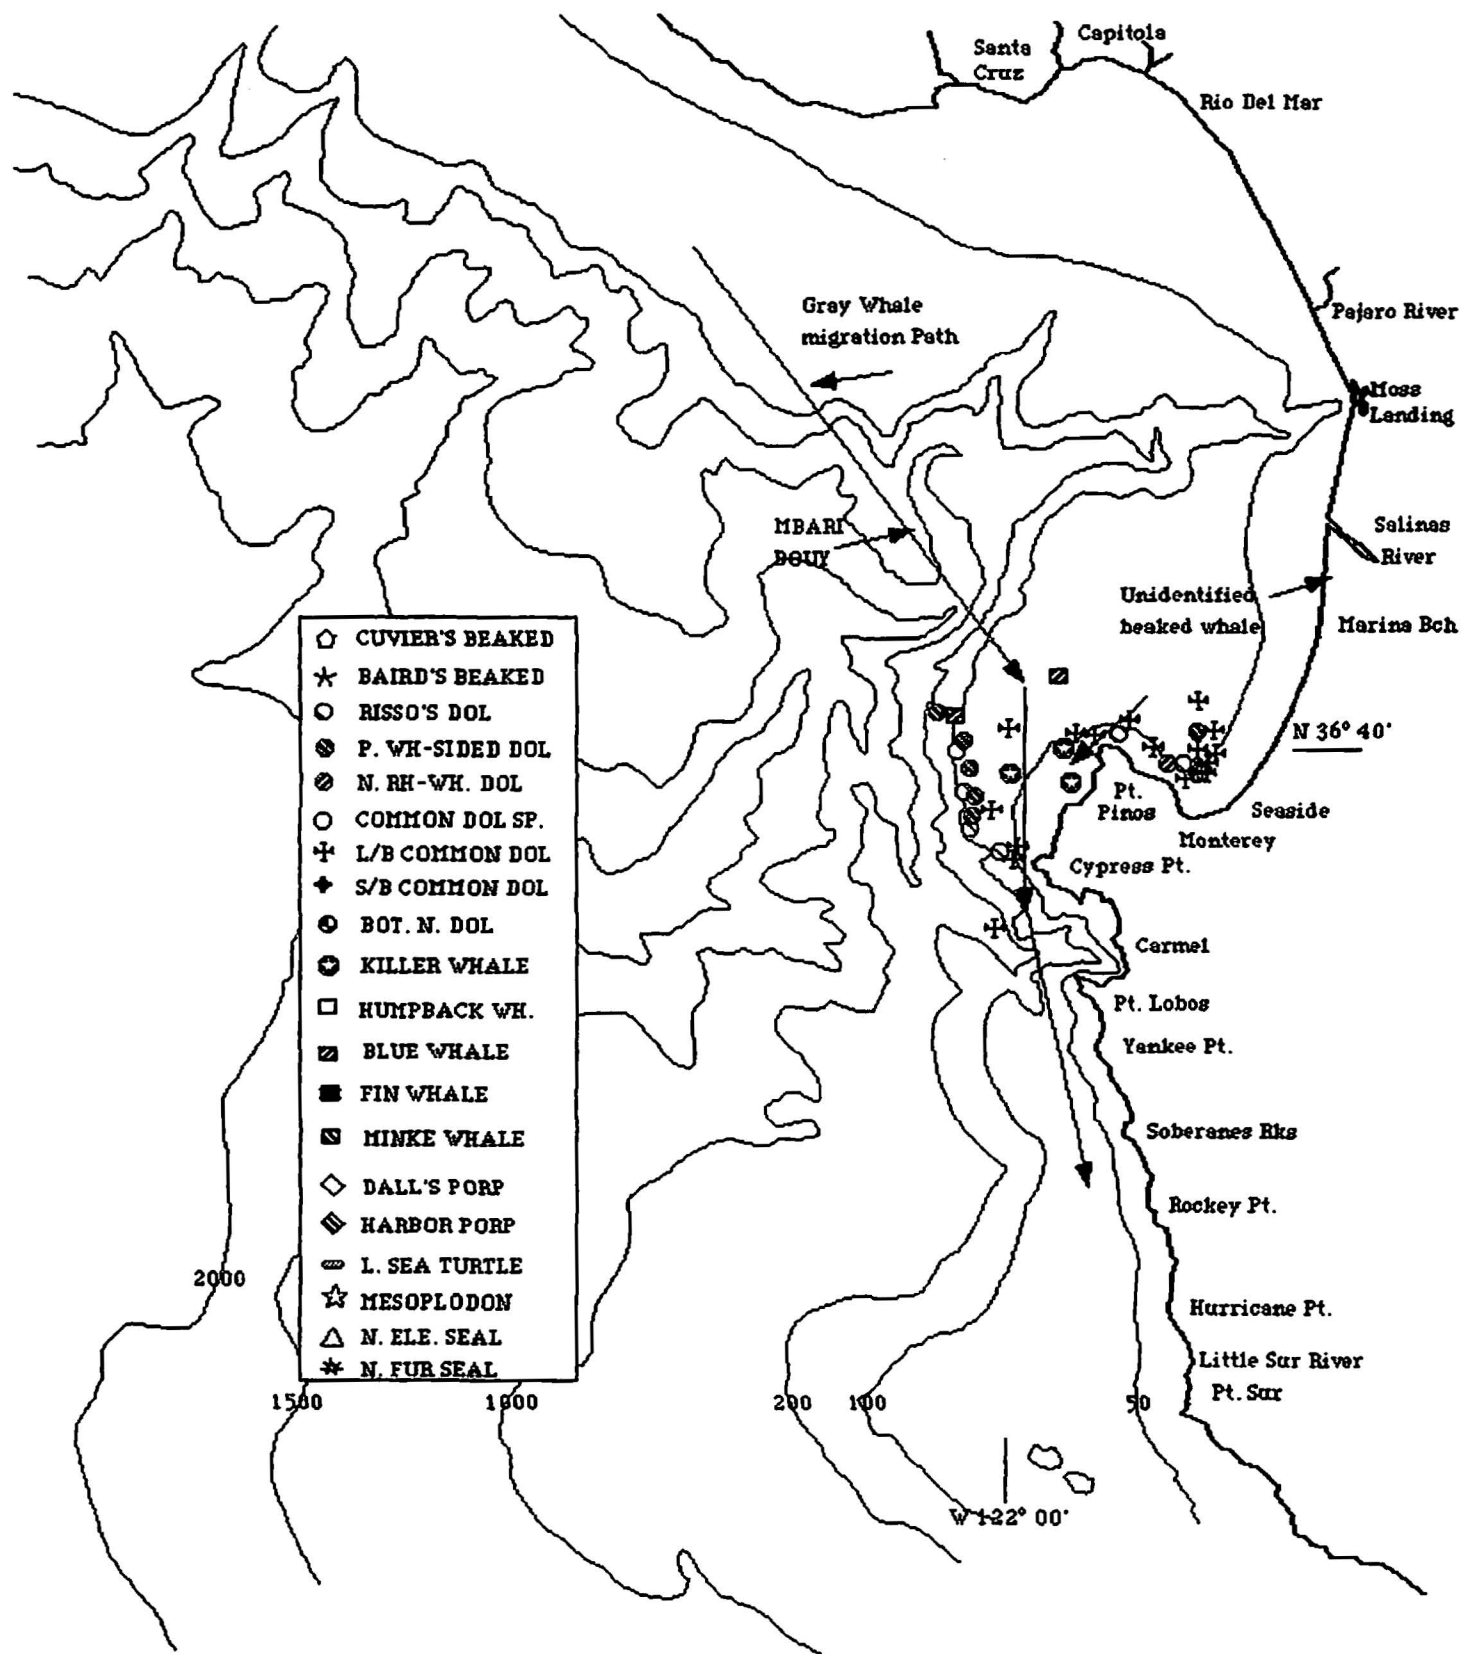 Capitola
Santa
Cruz
Rio Del Mar
Gray Whale
migration Path
Pajaro River
Moss
Landing
MBARI
BOUY
Salinas
River
Unidentified
beaked whale
Marina Bch
N 36° 40'
CUVIER'S BEAKED
BAIRD'S BEAKED
RISSO'S DOL
P. WH-SIDED DOL
N. RH-WH. DOL
COMMON DOL SP.
L/B COMMON DOL
S/B COMMON DOL
BOT. N. DOL
KILLER WHALE
HUMPBACK WH.
BLUE WHALE
FIN WHALE
MINKE WHALE
DALL'S PORP
HARBOR PORP
L. SEA TURTLE
MESOPLODON
N. ELE. SEAL
N. FUR SEAL
Pt.
Pinos
Seaside
Monterey
Cypress Pt.
Carmel
Pt. Lobos
Yankee Pt.
Soberanes Rks
Rockey Pt.
2000
Hurricane Pt.
Little Sur River
Pt. Sur
1500
1000
200
100
50
W 122° 00'